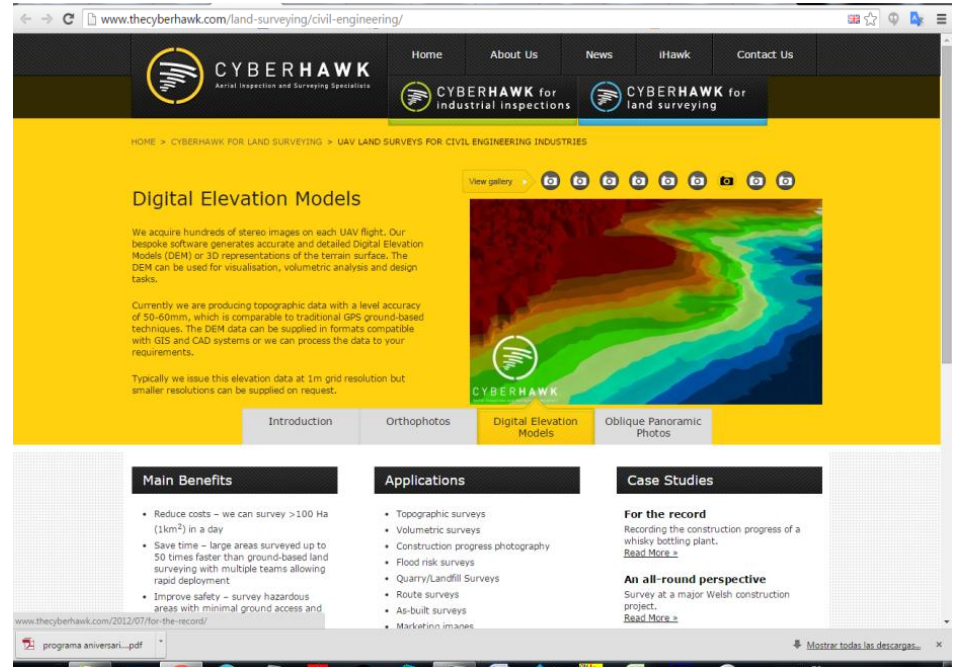 www.thecyberhawk.com/land-surveying/civil-engineering/
CYBERHAWK
Aerial Inspection and Surveying Specialists
Home
About Us
News
iHawk
Contact Us
CYBERHAWK for
industrial inspections
CYBERHAWK for
land surveying
HOME > CYBERHAWK FOR LAND SURVEYING > UAV LAND SURVEYS FOR CIVIL ENGINEERING INDUSTRIES
View gallery
Digital Elevation Models
We acquire hundreds of stereo images on each UAV flight. Our
bespoke software generates accurate and detailed Digital Elevation
Models (DEM) or 3D representations of the terrain surface. The
DEM can be used for visualisation, volumetric analysis and design
tasks.
Currently we are producing topographic data with a level accuracy
of 50-60mm, which is comparable to traditional GPS ground-based
techniques. The DEM data can be supplied in formats compatible
with GIS and CAD systems or we can process the data to your
requirements.
Typically we issue this elevation data at 1m grid resolution but
smaller resolutions can be supplied on request.
CYBERHAWK
Introduction
Orthophotos
Digital Elevation
Models
Oblique Panoramic
Photos
Main Benefits
• Reduce costs – we can survey >100 Ha
(1km²) in a day
• Save time – large areas surveyed up to
50 times faster than ground-based land
surveying with multiple teams allowing
rapid deployment
• Improve safety – survey hazardous
areas with minimal ground access and
Applications
• Topographic surveys
• Volumetric surveys
• Construction progress photography
• Flood risk surveys
• Quarry/Landfill Surveys
• Route surveys
• As-built surveys
• Marketing images
Case Studies
For the record
Recording the construction progress of a
whisky bottling plant.
Read More »
An all-round perspective
Survey at a major Welsh construction
project.
Read More »
www.thecyberhawk.com/2012/07/for-the-record/
programa aniversari....pdf
Mostrar todas las descargas...